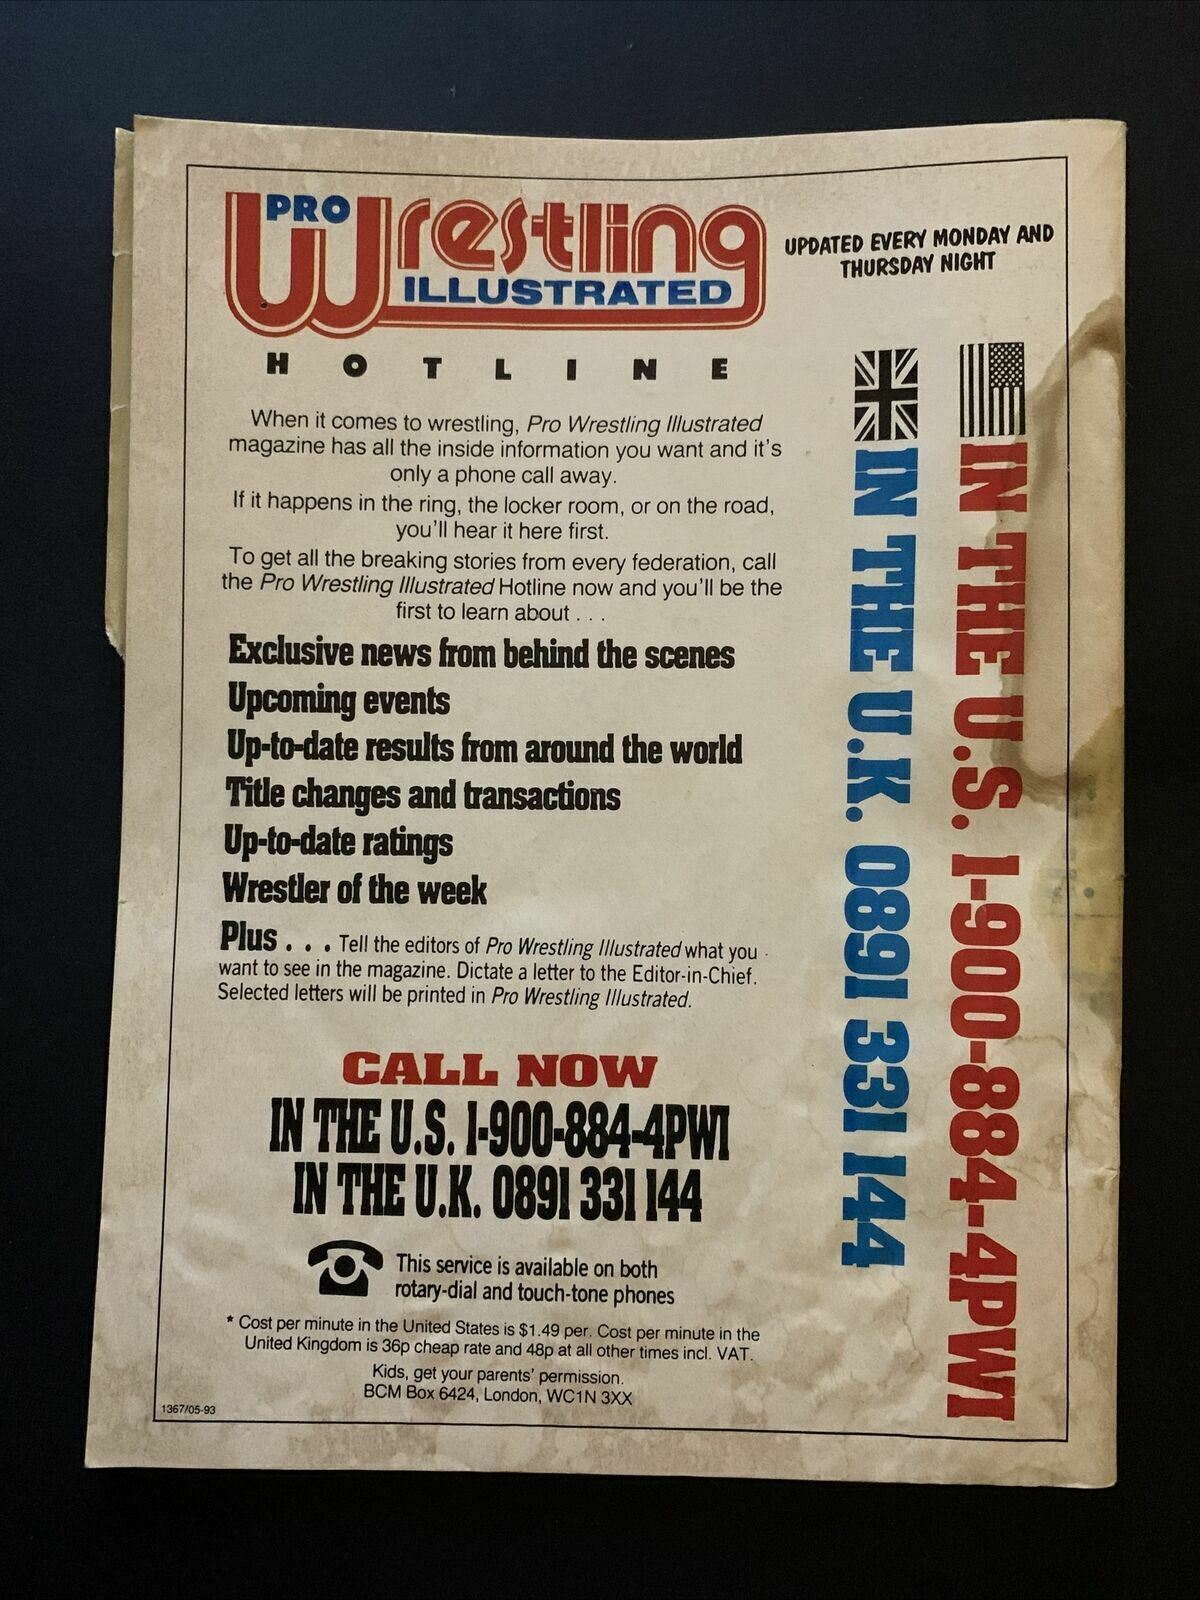 PRO
Wrestling
ILLUSTRATED
HOTLINE
UPDATED EVERY MONDAY AND
THURSDAY NIGHT
When it comes to wrestling, Pro Wrestling Illustrated
magazine has all the inside information you want and it's
only a phone call away.
If it happens in the ring, the locker room, or on the road,
you'll hear it here first.
To get all the breaking stories from every federation, call
the Pro Wrestling Illustrated Hotline now and you'll be the
first to learn about . . .
Exclusive news from behind the scenes
Upcoming events
Up-to-date results from around the world
Title changes and transactions
Up-to-date ratings
Wrestler of the week
Plus . . . Tell the editors of Pro Wrestling Illustrated what you
want to see in the magazine. Dictate a letter to the Editor-in-Chief.
Selected letters will be printed in Pro Wrestling Illustrated.
CALL NOW
IN THE U.S. 1-900-884-4PWI
IN THE U.K. 0891 331 144
This service is available on both
rotary-dial and touch-tone phones
* Cost per minute in the United States is $1.49 per. Cost per minute in the
United Kingdom is 36p cheap rate and 48p at all other times incl. VAT.
Kids, get your parents' permission.
BCM Box 6424, London, WC1N 3XX
1367/05-93
IN THE U.S. 1-900-884-4PWI
IN THE U.K. 0891 331 144